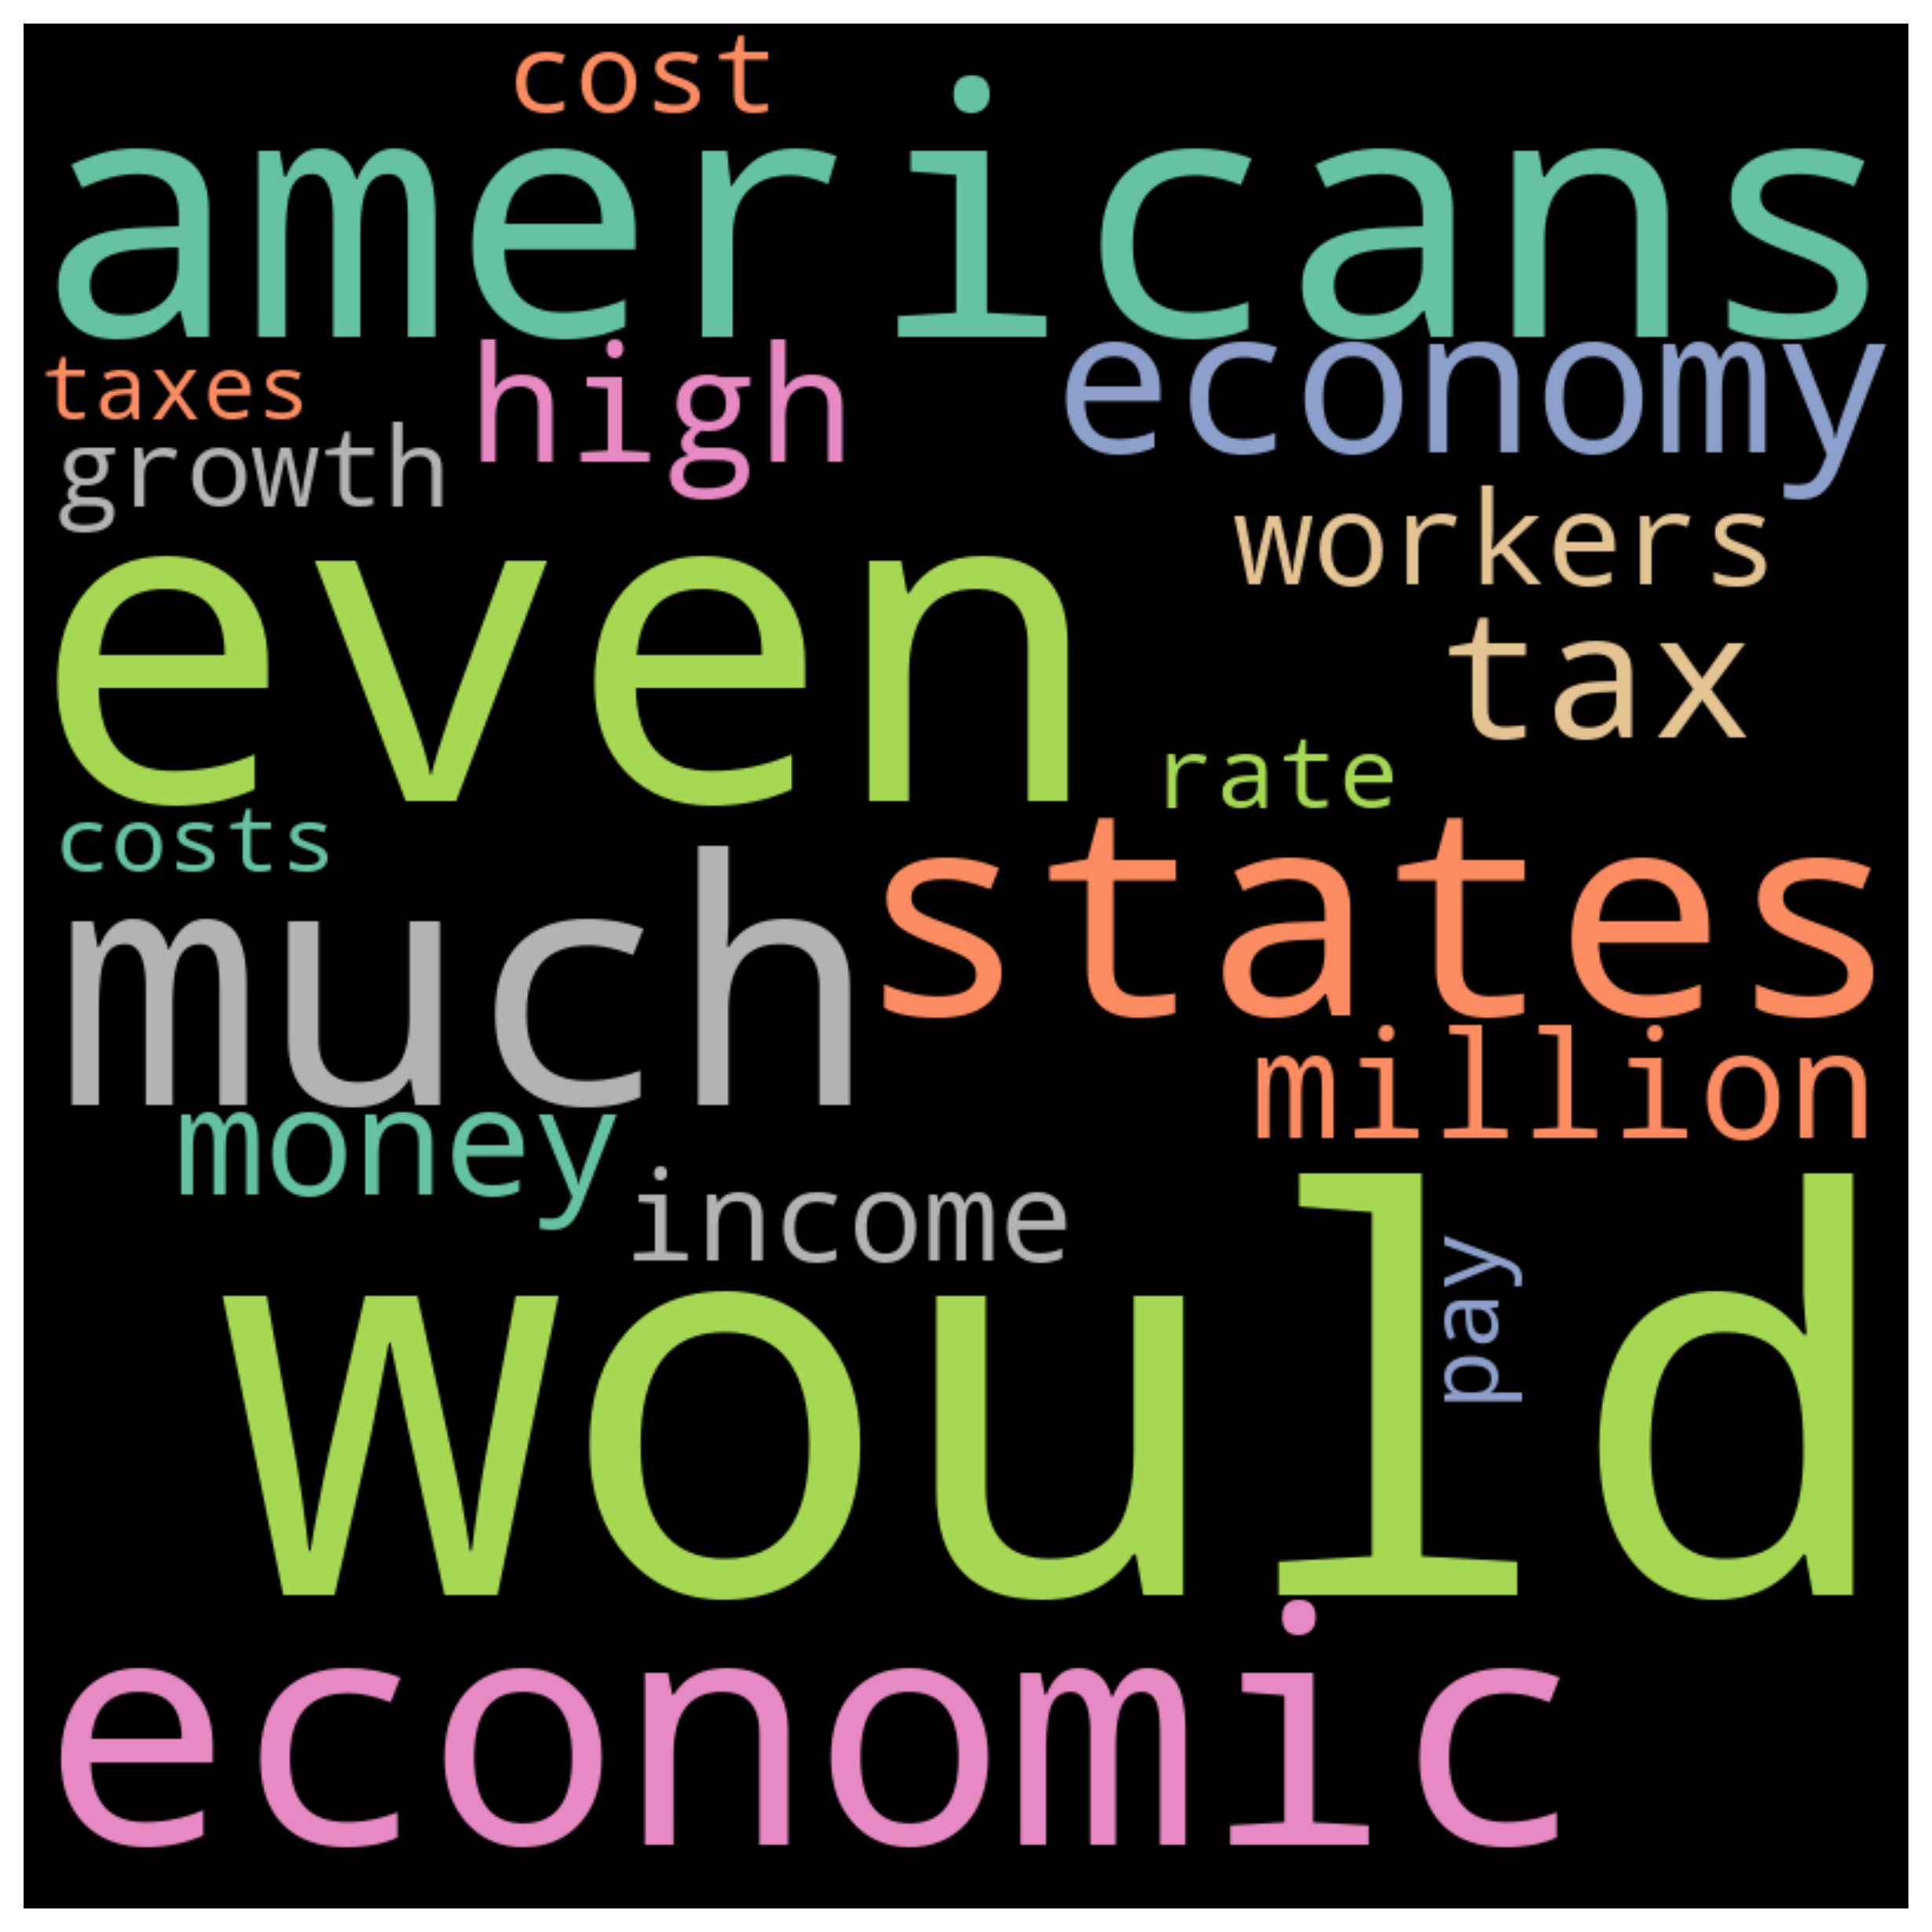 cost
americans
taxes
high
economy
growth
workers
even
tax
rate
costs
states
much
million
money
income
pay
would
economic